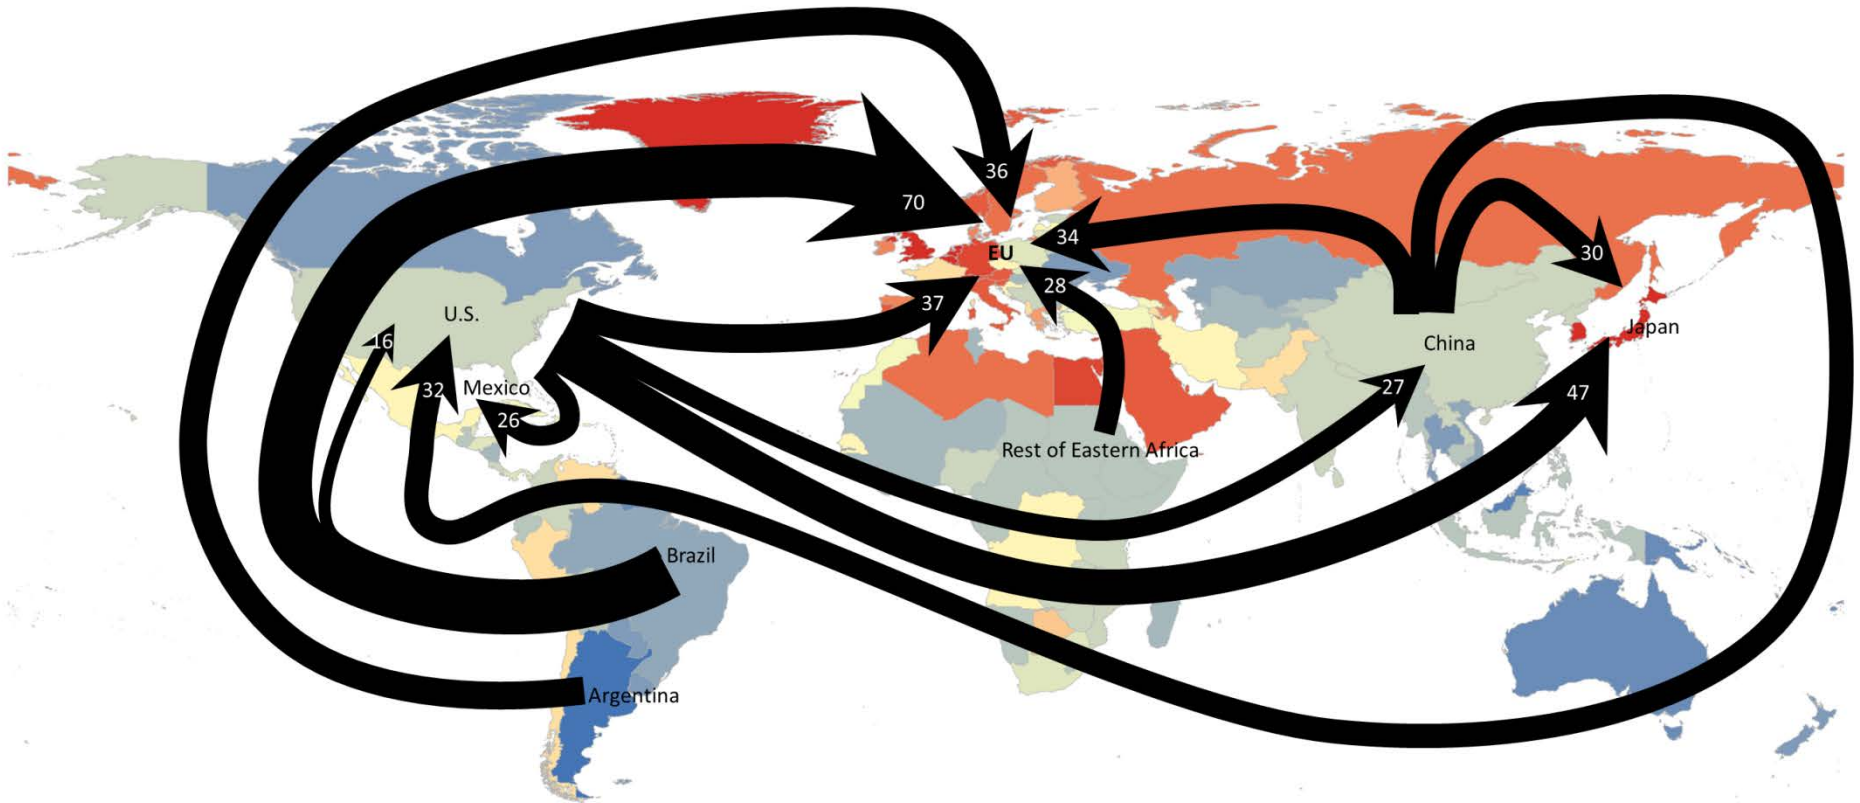 36
70
34
EU
30
28
37
U.S.
Japan
16
China
Mexico
32
27
47
26
Rest of Eastern Africa
Brazil
Argentina